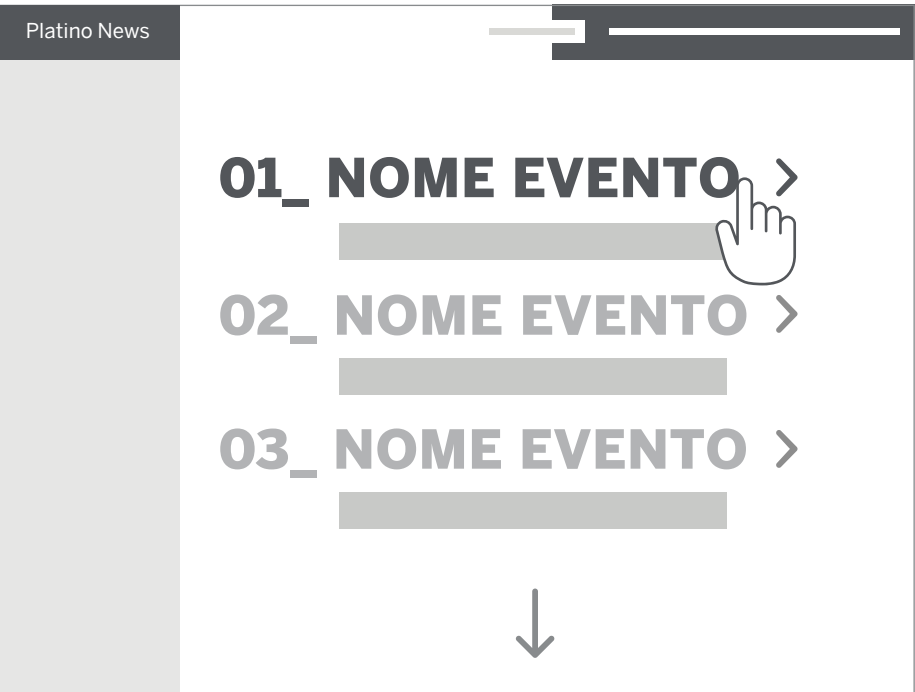 Platino News
01_ NOME EVENTO
02_ NOME EVENTO
03_ NOME EVENTO